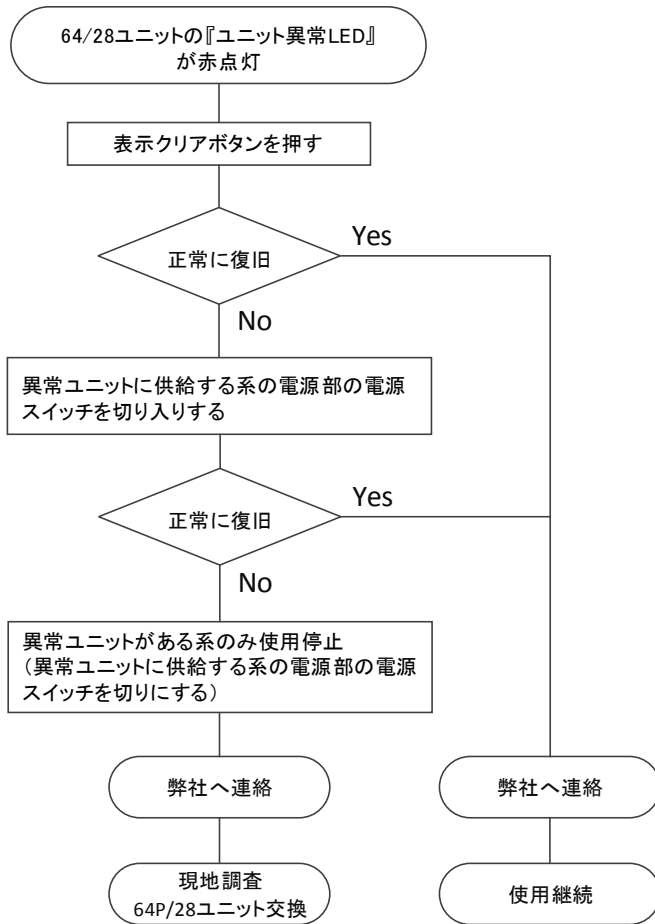 64/28ユニットの『ユニット異常LED』
が赤点灯
表示クリアボタンを押す
正常に復旧
Yes
No
異常ユニットに供給する系の電源部の電源
スイッチを切り入りする
正常に復旧
Yes
No
異常ユニットがある系のみ使用停止
（異常ユニットに供給する系の電源部の電源
スイッチを切りにする）
弊社へ連絡
弊社へ連絡
現地調査
64P/28ユニット交換
使用継続